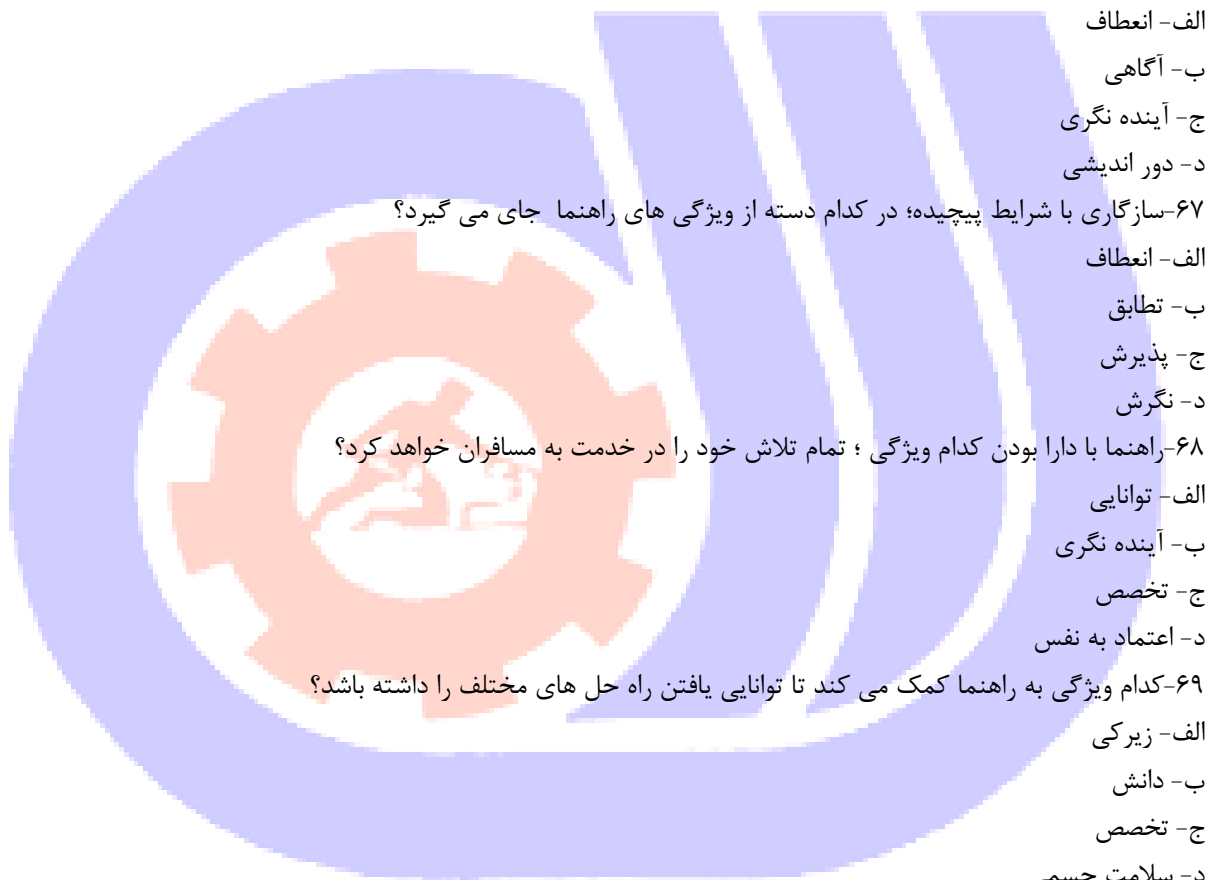 الف- انعطاف
ب- آگاهی
ج- آینده نگری
د- دور اندیشی
۶۷-سازگاری با شرایط پیچیده؛ در کدام دسته از ویژگی های راهنما  جای می گیرد؟
الف- انعطاف
ب- تطابق
ج- پذیرش
د- نگرش
۶۸-راهنما با دارا بودن کدام ویژگی ؛ تمام تلاش خود را در خدمت به مسافران خواهد کرد؟
الف- توانایی
ب- آینده نگری
ج- تخصص
د- اعتماد به نفس
۶۹-کدام ویژگی به راهنما کمک می کند تا توانایی یافتن راه حل های مختلف را داشته باشد؟
الف- زیرکی
ب- دانش
ج- تخصص
د- سلامت جسمی